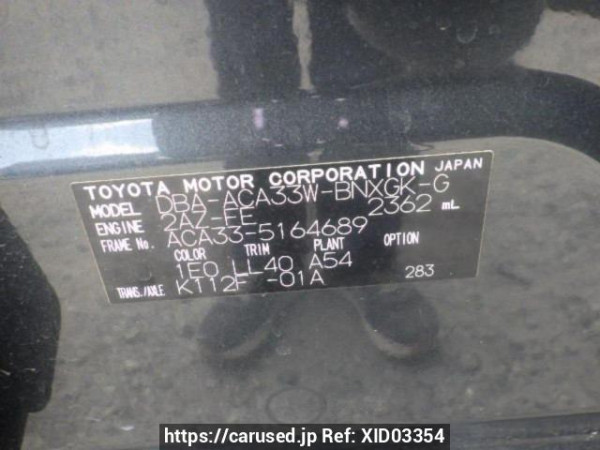 TOYOTA MOTOR CORPORATION JAPAN
MODEL DBA-ACA33W-BNXGK-G
ENGINE 2AZ-FE 2362 mL
FRAME No. ACA33-5164689
COLOR TRIM PLANT OPTION
1E0 LL40 A54
TRANS./AXLE K112F -01A 283
https://carused.jp Ref: XID03354